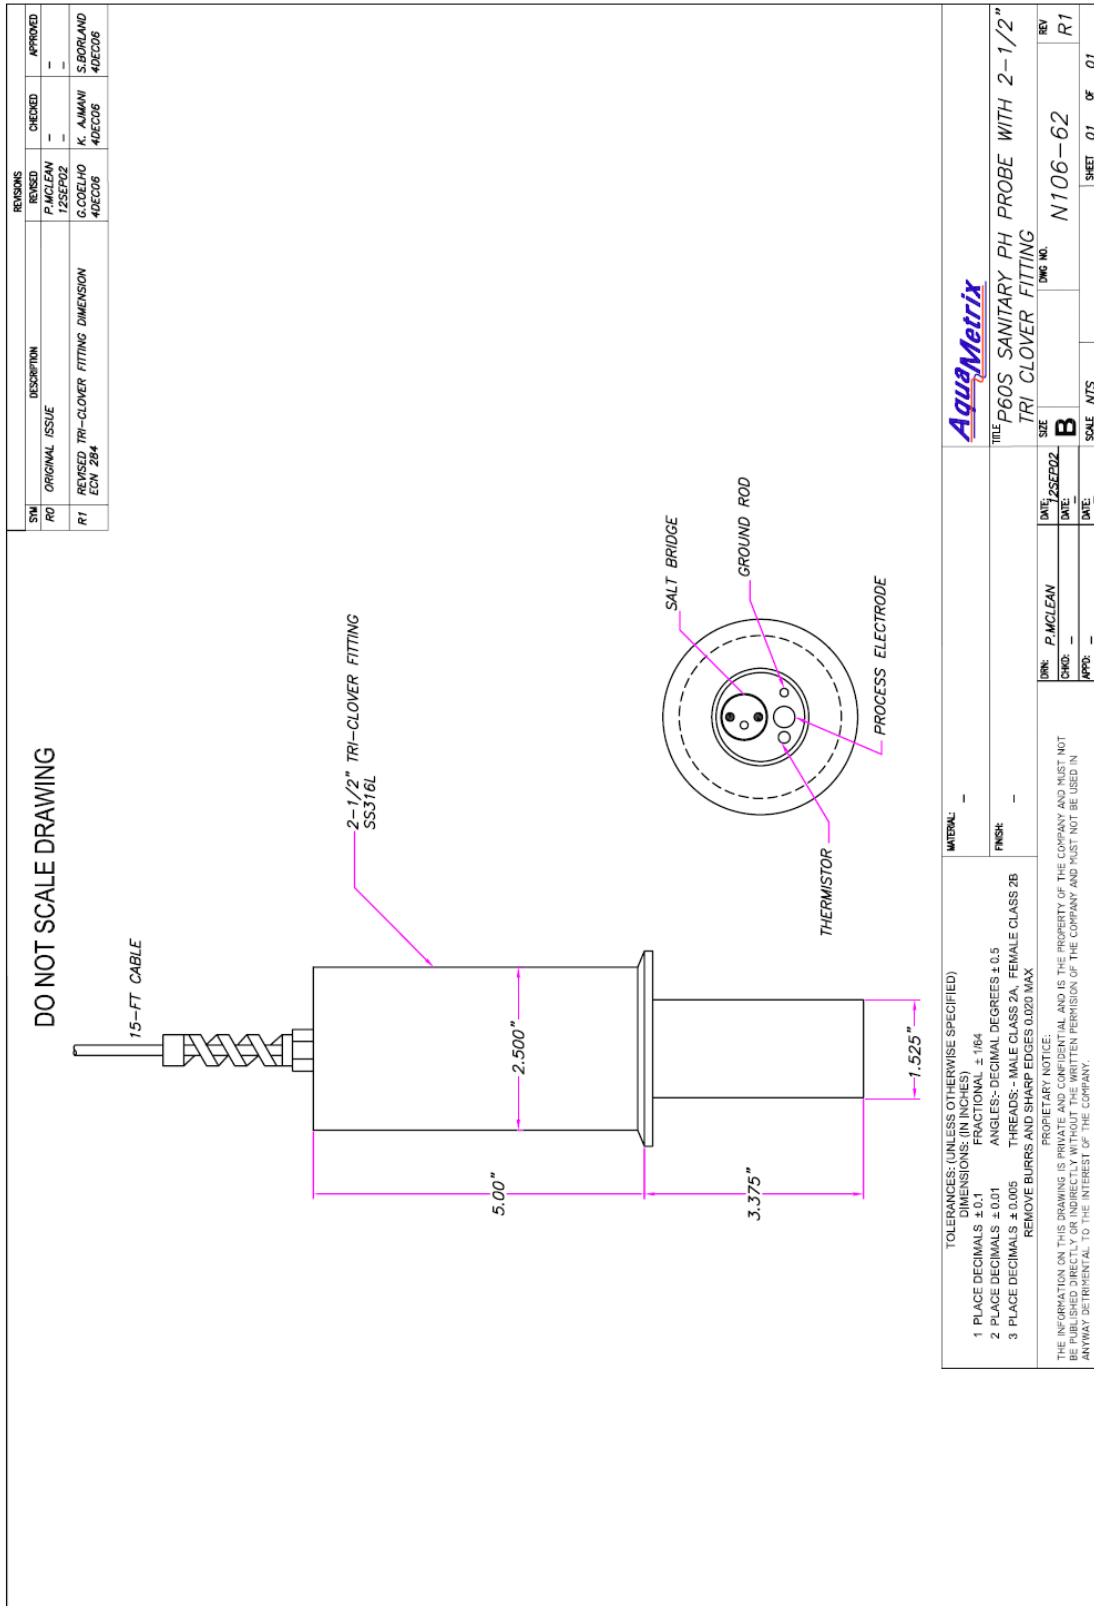 REVISIONS
SYM DESCRIPTION REVISED CHECKED APPROVED
R0 ORIGINAL ISSUE P.MCLEAN 12SEP02 – – – –
R1 REVISED TRI-CLOVER FITTING DIMENSION G.COELHO K. AJMANI S.BORLAND
ECN 284 4DEC06 4DEC06 4DEC06
DO NOT SCALE DRAWING
15-FT CABLE
2-1/2" TRI-CLOVER FITTING
SS316L
5.00"
2.500"
3.375"
1.525"
SALT BRIDGE
GROUND ROD
PROCESS ELECTRODE
THERMISTOR
TOLERANCES: (UNLESS OTHERWISE SPECIFIED)
DIMENSIONS: (IN INCHES)
1 PLACE DECIMALS ± 0.1 FRACTIONAL ± 1/64
2 PLACE DECIMALS ± 0.01 ANGLES:- DECIMAL DEGREES ± 0.5
3 PLACE DECIMALS ± 0.005 THREADS: - MALE CLASS 2A, FEMALE CLASS 2B
REMOVE BURRS AND SHARP EDGES 0.020 MAX
PROPIETARY NOTICE:
THE INFORMATION ON THIS DRAWING IS PRIVATE AND CONFIDENTIAL AND IS THE PROPERTY OF THE COMPANY AND MUST NOT
BE PUBLISHED DIRECTLY OR INDIRECTLY WITHOUT THE WRITTEN PERMISION OF THE COMPANY AND MUST NOT BE USED IN
ANYWAY DETRIMENTAL TO THE INTEREST OF THE COMPANY.
MATERIAL: –
FINISH: –
DRN: P.MCLEAN DATE: 12SEP02
CHKD: – DATE: –
APPD: – DATE: –
AquaMetrix
TITLE P60S SANITARY PH PROBE WITH 2-1/2"
TRI CLOVER FITTING
SIZE B
DWG NO. N106-62
REV R1
SCALE NTS
SHEET 01 OF 01